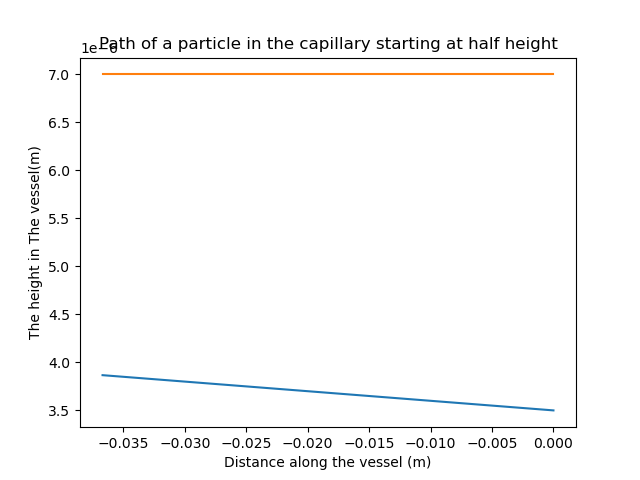 Path of a particle in the capillary starting at half height
1e−6
7.0
6.5
6.0
5.5
5.0
4.5
4.0
3.5
The height in The vessel(m)
−0.035 −0.030 −0.025 −0.020 −0.015 −0.010 −0.005 0.000
Distance along the vessel (m)